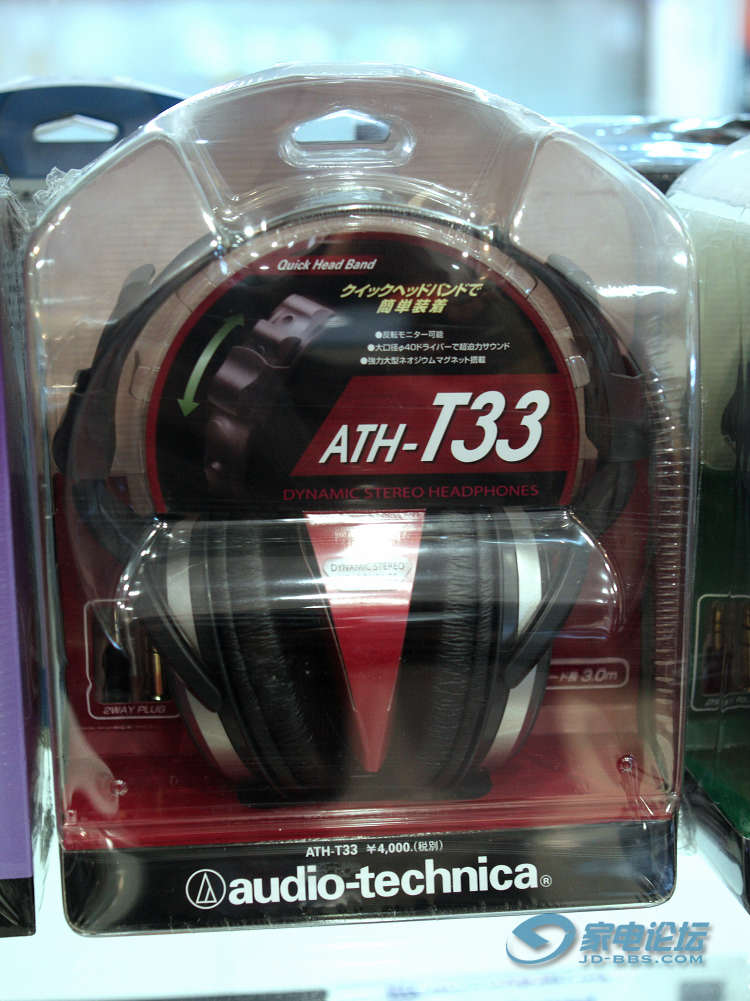 Quick Head Band
クイックヘッドバンドで
簡単装着
●反転モニター可能
●大口径φ40ドライバーで超迫力サウンド
●強力大型ネオジウムマグネット搭載
ATH-T33
DYNAMIC STEREO HEADPHONES
DYNAMIC STEREO
2WAY PLUG
ード長 3.0m
ATH-T33 ¥4,000.(税別)
audio-technica®
家电论坛
JD-BBS.COM